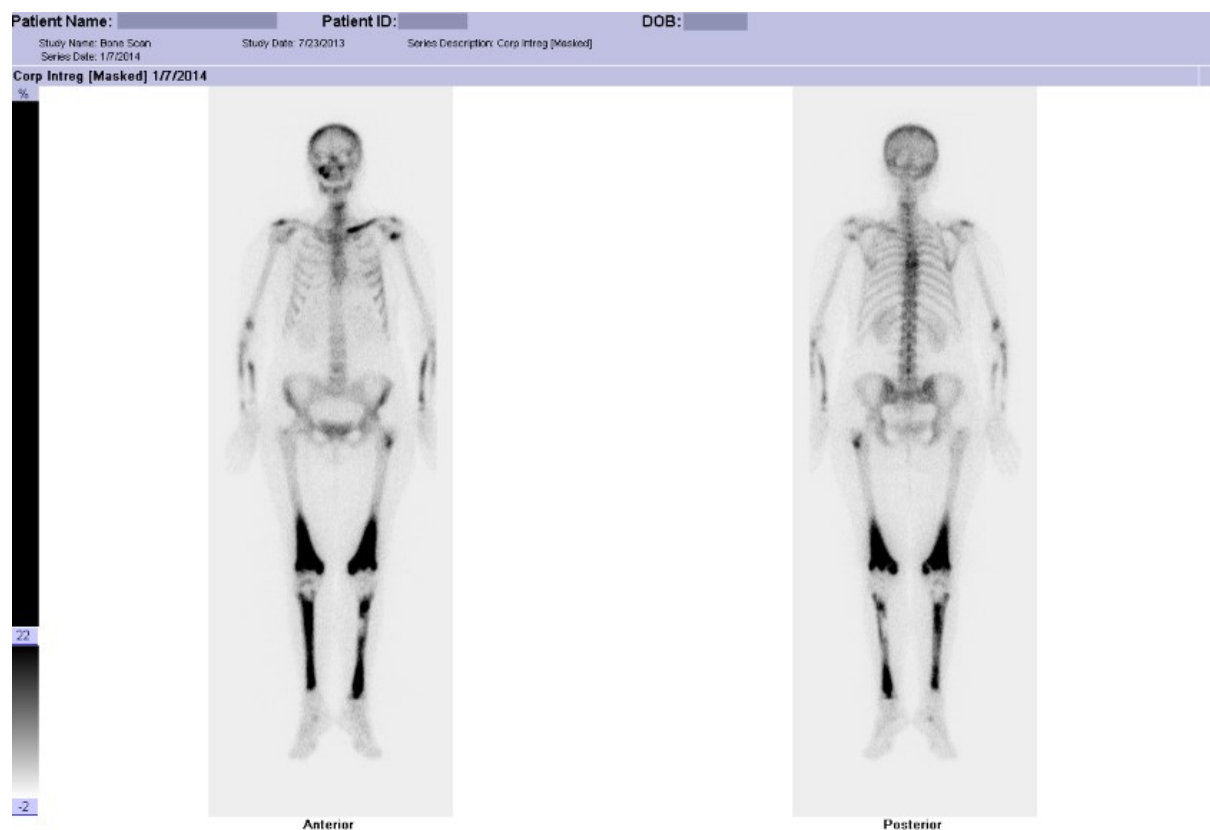 Patient Name: Patient ID: DOB:
Study Name: Bone Scan Study Date: 7/23/2013 Series Description: Corp Intreg [Masked]
Series Date: 1/7/2014
Corp Intreg [Masked] 1/7/2014
%
22
-2
Anterior Posterior